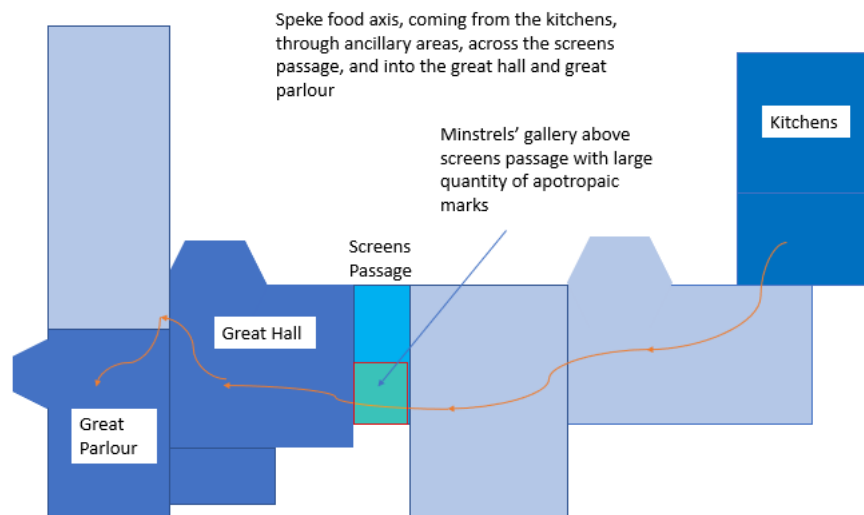 Speke food axis, coming from the kitchens,
through ancillary areas, across the screens
passage, and into the great hall and great
parlour
Kitchens
Minstrels’ gallery above
screens passage with large
quantity of apotropaic
marks
Screens
Passage
Great Hall
Great
Parlour